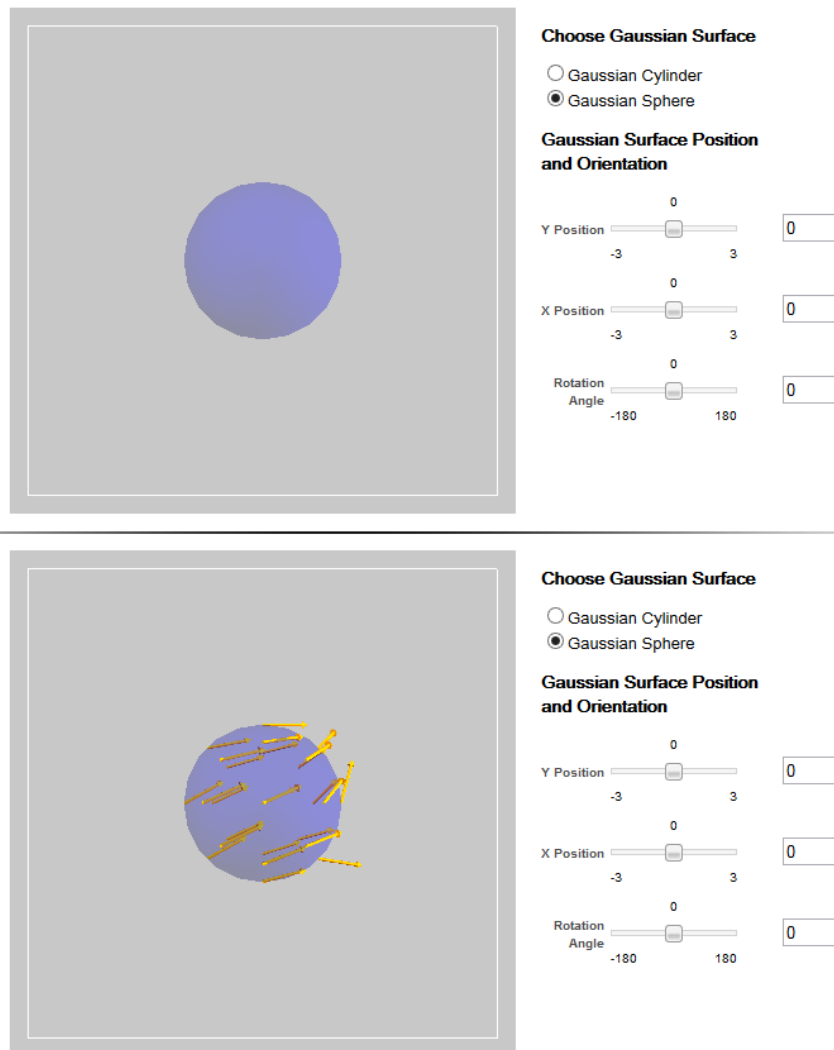 Choose Gaussian Surface
Gaussian Cylinder
Gaussian Sphere
Gaussian Surface Position
and Orientation
0
Y Position
0
-3
3
0
X Position
0
-3
3
0
Rotation
Angle
0
-180
180
Choose Gaussian Surface
Gaussian Cylinder
Gaussian Sphere
Gaussian Surface Position
and Orientation
0
Y Position
0
-3
3
0
X Position
0
-3
3
0
Rotation
Angle
0
-180
180